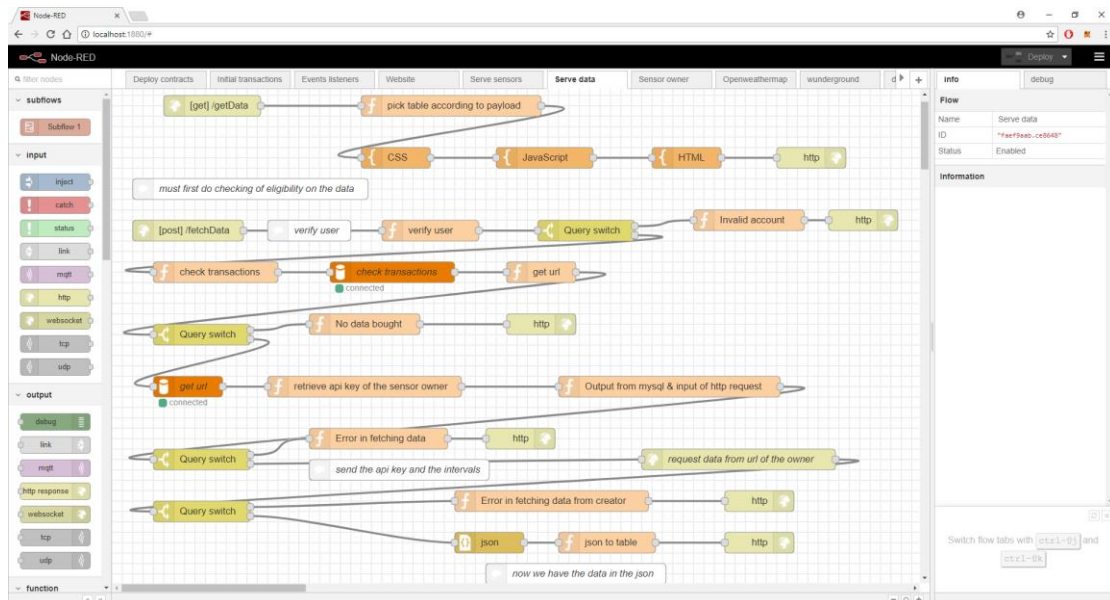 Node-RED
localhost:1880/#
Node-RED
Deploy
filter nodes
Deploy contracts
Initial transactions
Events listeners
Website
Serve sensors
Serve data
Sensor owner
Openweathermap
wunderground
d
info
debug
subflows
Subflow 1
input
inject
catch
status
link
mqtt
http
websocket
tcp
udp
output
debug
link
mqtt
http response
websocket
tcp
udp
function
[get] /getData
pick table according to payload
CSS
JavaScript
HTML
http
must first do checking of eligibility on the data
[post] /fetchData
verify user
verify user
Query switch
Invalid account
http
check transactions
check transactions
get url
connected
Query switch
No data bought
http
get url
retrieve api key of the sensor owner
Output from mysql & input of http request
connected
Query switch
Error in fetching data
http
send the api key and the intervals
request data from url of the owner
Query switch
Error in fetching data from creator
http
json
json to table
http
now we have the data in the json
Flow
Name Serve data
ID "faef9aab.ce8648"
Status Enabled
Information
Switch flow tabs with ctrl-⇧j and
ctrl-⇧k